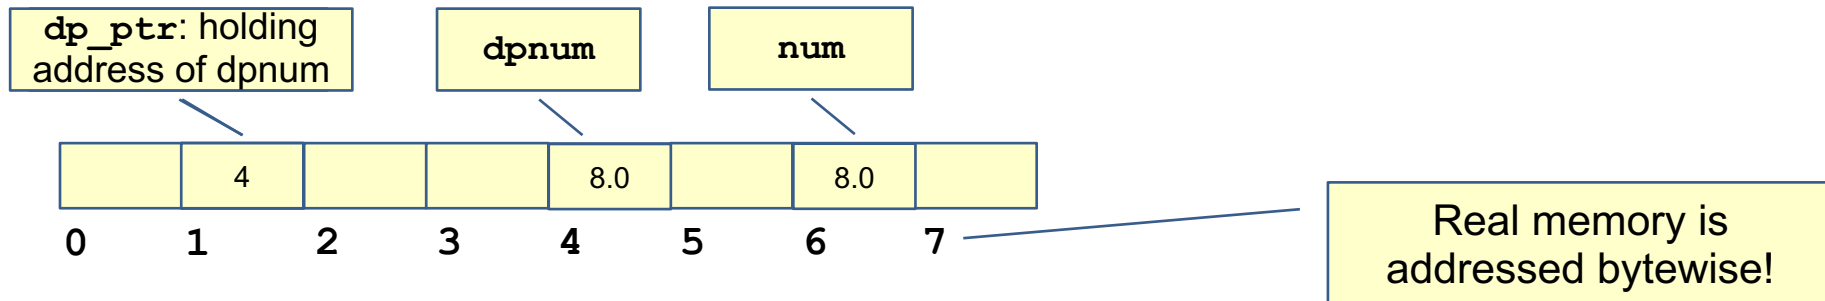 dp_ptr: holding
address of dpnum
dpnum
num
4 8.0 8.0
0 1 2 3 4 5 6 7
Real memory is
addressed bytewise!